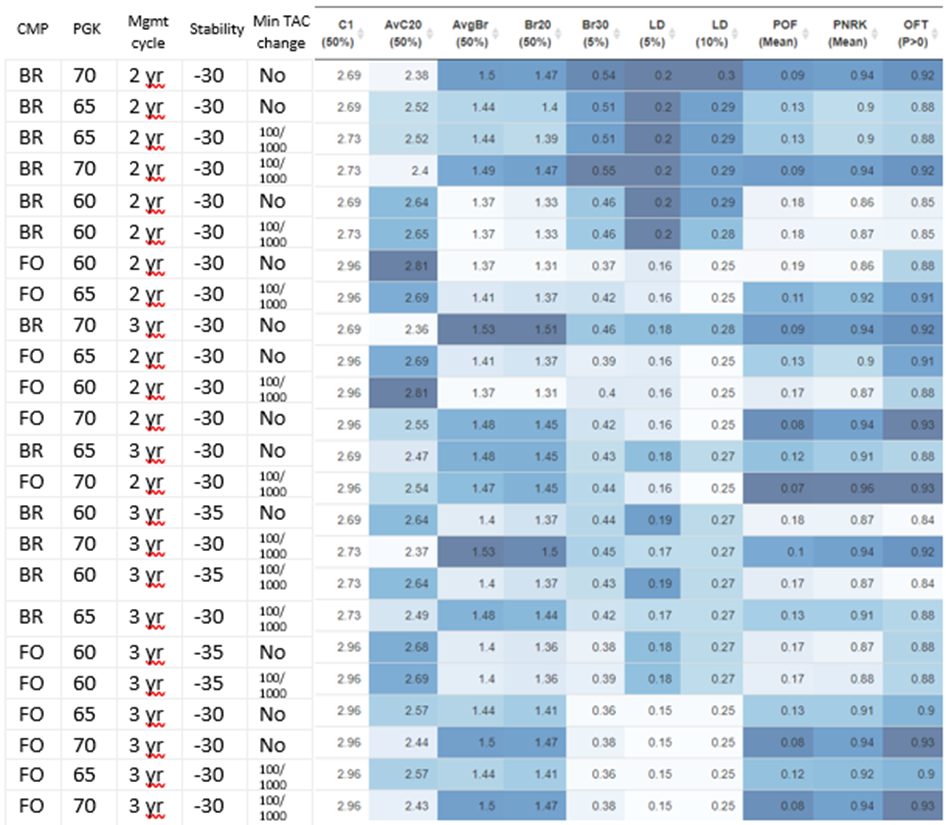 CMP PGK Mgmt cycle Stability Min TAC change C1 (50%) AvC20 (50%) AvgBr (50%) Br20 (50%) Br30 (5%) LD (5%) LD (10%) POF (Mean) PNRK (Mean) OFT (P>0)
BR 70 2 yr -30 No 2.69 2.38 1.5 1.47 0.54 0.2 0.3 0.09 0.94 0.92
BR 65 2 yr -30 No 2.69 2.52 1.44 1.4 0.51 0.2 0.29 0.13 0.9 0.88
BR 65 2 yr -30 100/1000 2.73 2.52 1.44 1.39 0.51 0.2 0.29 0.13 0.9 0.88
BR 70 2 yr -30 100/1000 2.73 2.4 1.49 1.47 0.55 0.2 0.29 0.09 0.94 0.92
BR 60 2 yr -30 No 2.69 2.64 1.37 1.33 0.46 0.2 0.29 0.18 0.86 0.85
BR 60 2 yr -30 100/1000 2.73 2.65 1.37 1.33 0.46 0.2 0.28 0.18 0.87 0.85
FO 60 2 yr -30 No 2.96 2.81 1.37 1.31 0.37 0.16 0.25 0.19 0.86 0.88
FO 65 2 yr -30 100/1000 2.96 2.69 1.41 1.37 0.42 0.16 0.25 0.11 0.92 0.91
BR 70 3 yr -30 No 2.69 2.36 1.53 1.51 0.46 0.18 0.28 0.09 0.94 0.92
FO 65 2 yr -30 No 2.96 2.69 1.41 1.37 0.39 0.16 0.25 0.13 0.9 0.91
FO 60 2 yr -30 100/1000 2.96 2.81 1.37 1.31 0.4 0.16 0.25 0.17 0.87 0.88
FO 70 2 yr -30 No 2.96 2.55 1.48 1.45 0.42 0.16 0.25 0.08 0.94 0.93
BR 65 3 yr -30 No 2.69 2.47 1.48 1.45 0.43 0.18 0.27 0.12 0.91 0.88
FO 70 2 yr -30 100/1000 2.96 2.54 1.47 1.45 0.44 0.16 0.25 0.07 0.96 0.93
BR 60 3 yr -35 No 2.69 2.64 1.4 1.37 0.44 0.19 0.27 0.18 0.87 0.84
BR 70 3 yr -30 100/1000 2.73 2.37 1.53 1.5 0.45 0.17 0.27 0.1 0.94 0.92
BR 60 3 yr -35 100/1000 2.73 2.64 1.4 1.37 0.43 0.19 0.27 0.17 0.87 0.84
BR 65 3 yr -30 100/1000 2.73 2.49 1.48 1.44 0.42 0.17 0.27 0.13 0.91 0.88
FO 60 3 yr -35 No 2.96 2.68 1.4 1.36 0.38 0.18 0.27 0.17 0.87 0.88
FO 60 3 yr -35 100/1000 2.96 2.69 1.4 1.36 0.39 0.18 0.27 0.17 0.88 0.88
FO 65 3 yr -30 No 2.96 2.57 1.44 1.41 0.36 0.15 0.25 0.13 0.91 0.9
FO 70 3 yr -30 No 2.96 2.44 1.5 1.47 0.38 0.15 0.25 0.08 0.94 0.93
FO 65 3 yr -30 100/1000 2.96 2.57 1.44 1.41 0.36 0.15 0.25 0.12 0.92 0.9
FO 70 3 yr -30 100/1000 2.96 2.43 1.5 1.47 0.38 0.15 0.25 0.08 0.94 0.93